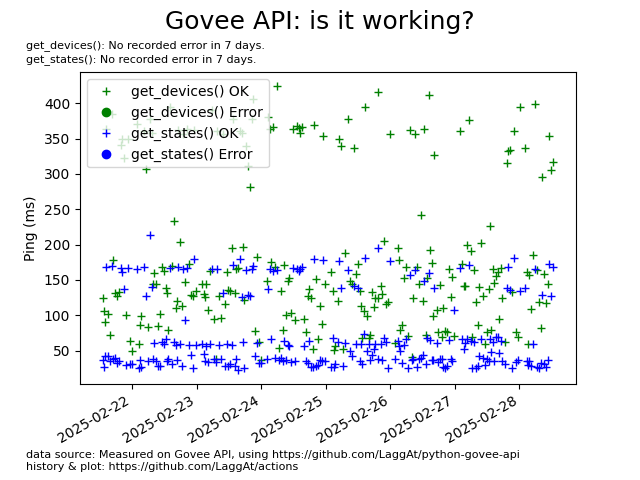 Govee API: is it working?
get_devices(): No recorded error in 7 days.
get_states(): No recorded error in 7 days.
get_devices() OK
get_devices() Error
get_states() OK
get_states() Error
Ping (ms)
400
350
300
250
200
150
100
50
2025-02-22
2025-02-23
2025-02-24
2025-02-25
2025-02-26
2025-02-27
2025-02-28
data source: Measured on Govee API, using https://github.com/LaggAt/python-govee-api
history & plot: https://github.com/LaggAt/actions